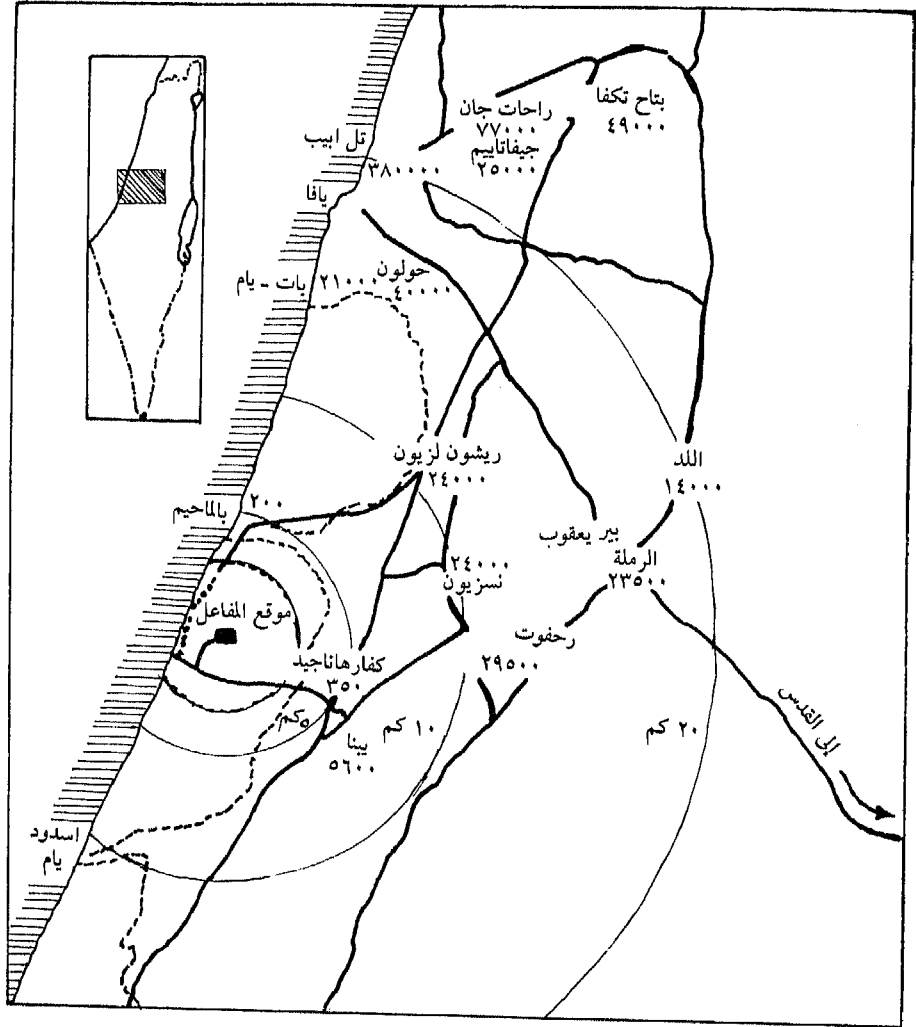 بتاح تكفا
٤٩٠٠٠
راحات جان
٧٧٠٠٠
جيفاتاييم
٢٥٠٠٠
تل ابيب
٣٨٠٠٠٠
يافا
حولون
٤٠٠٠٠
بات - يام ٢١٠٠٠
ريشون لزيون
٢٤٠٠٠
اللد
١٤٠٠٠
بالماحيم
٢٠٠
بير يعقوب
الرملة
٢٣٥٠٠
٢٤٠٠٠
نسزيون
موقع المفاعل
رحفوت
٢٩٥٠٠
كفارهاناجيد
٣٥٠
٥ كم
١٠ كم
٢٠ كم
يبنا
٥٦٠٠
إلى القدس
اسدود
يام